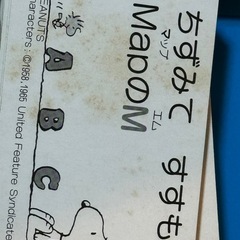 ちずみて すすも
マップ エム
MapのM
A
B
C
PEANUTS
Characters: ©1958,1965 United Feature Syndicate